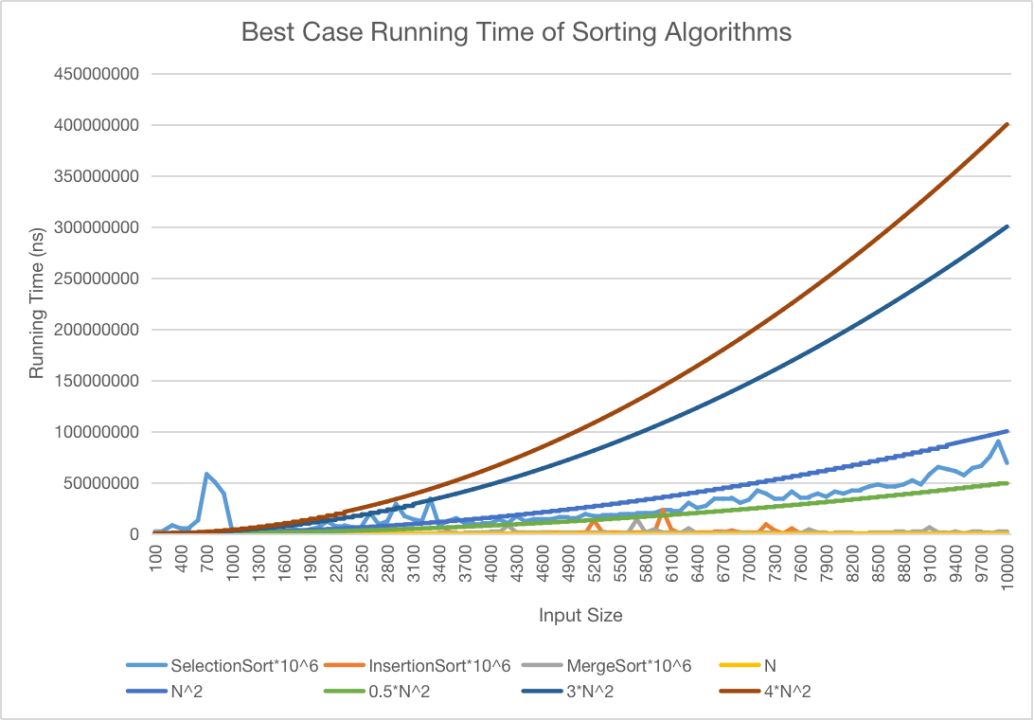 Best Case Running Time of Sorting Algorithms
450000000
400000000
350000000
300000000
250000000
200000000
150000000
100000000
50000000
0
Running Time (ns)
100 400 700 1000 1300 1600 1900 2200 2500 2800 3100 3400 3700 4000 4300 4600 4900 5200 5500 5800 6100 6400 6700 7000 7300 7600 7900 8200 8500 8800 9100 9400 9700 10000
Input Size
SelectionSort*10^6 InsertionSort*10^6 MergeSort*10^6 N
N^2 0.5*N^2 3*N^2 4*N^2